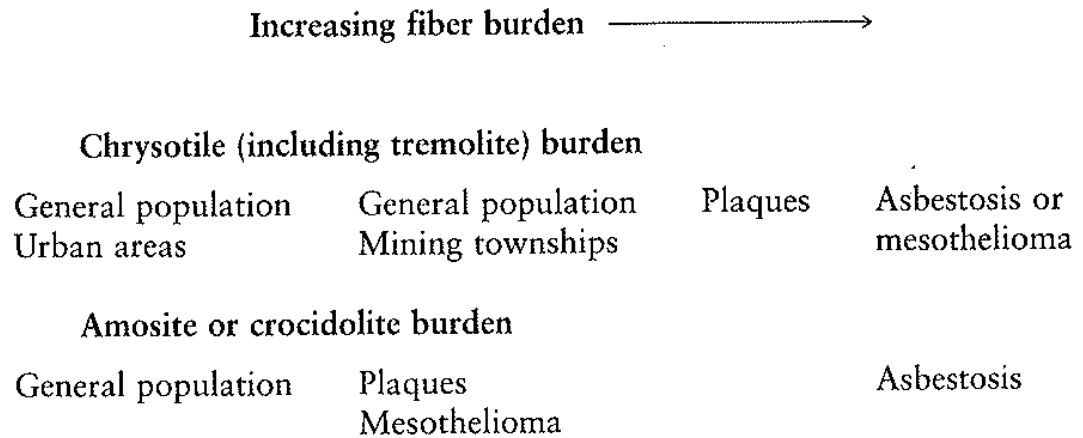 Increasing fiber burden
Chrysotile (including tremolite) burden
General population General population Plaques Asbestosis or
Urban areas Mining townships mesothelioma
Amosite or crocidolite burden
General population Plaques Asbestosis
Mesothelioma